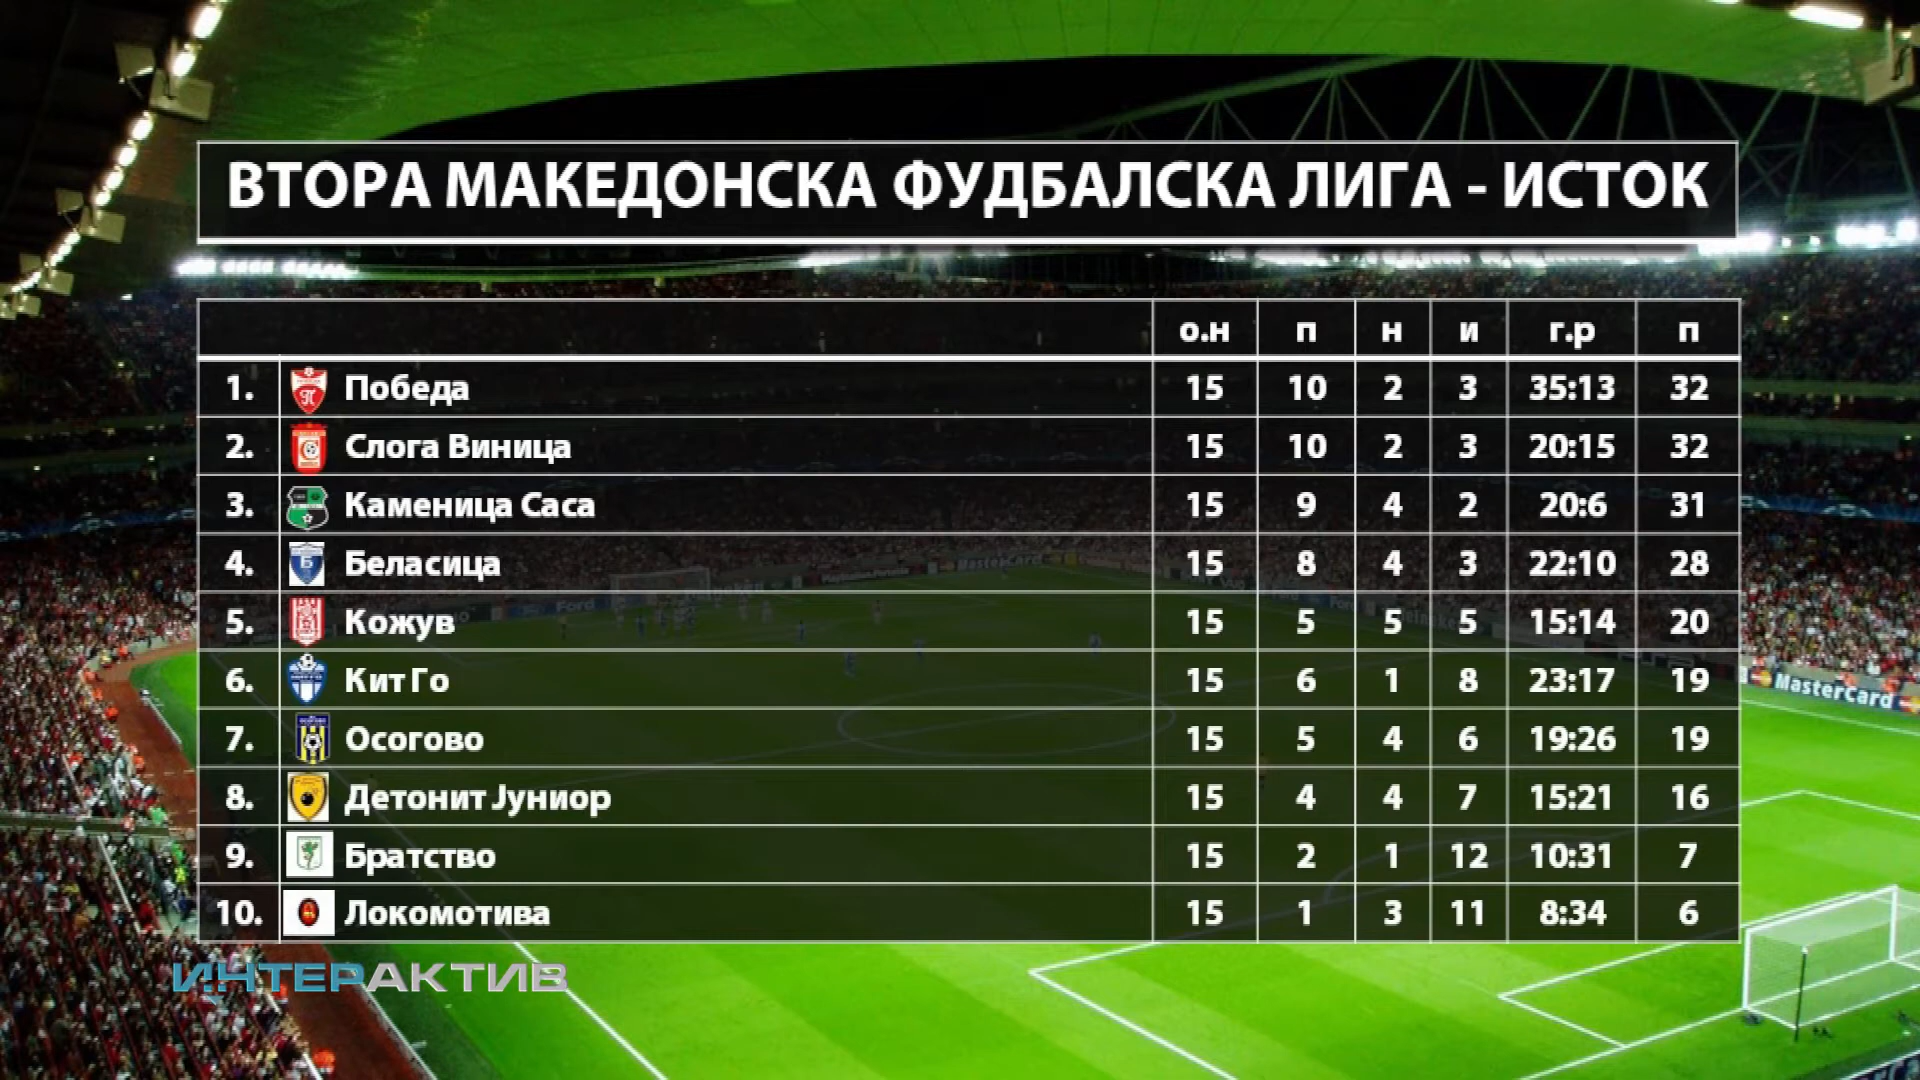 ВТОРА МАКЕДОНСКА ФУДБАЛСКА ЛИГА - ИСТОК
о.н п н и г.р п
1. Победа 15 10 2 3 35:13 32
2. Слога Виница 15 10 2 3 20:15 32
3. Каменица Саса 15 9 4 2 20:6 31
4. Беласица 15 8 4 3 22:10 28
5. Кожув 15 5 5 5 15:14 20
6. Кит Го 15 6 1 8 23:17 19
7. Осогово 15 5 4 6 19:26 19
8. Детонит Јуниор 15 4 4 7 15:21 16
9. Братство 15 2 1 12 10:31 7
10. Локомотива 15 1 3 11 8:34 6
MasterCard
ИНТЕРАКТИВ